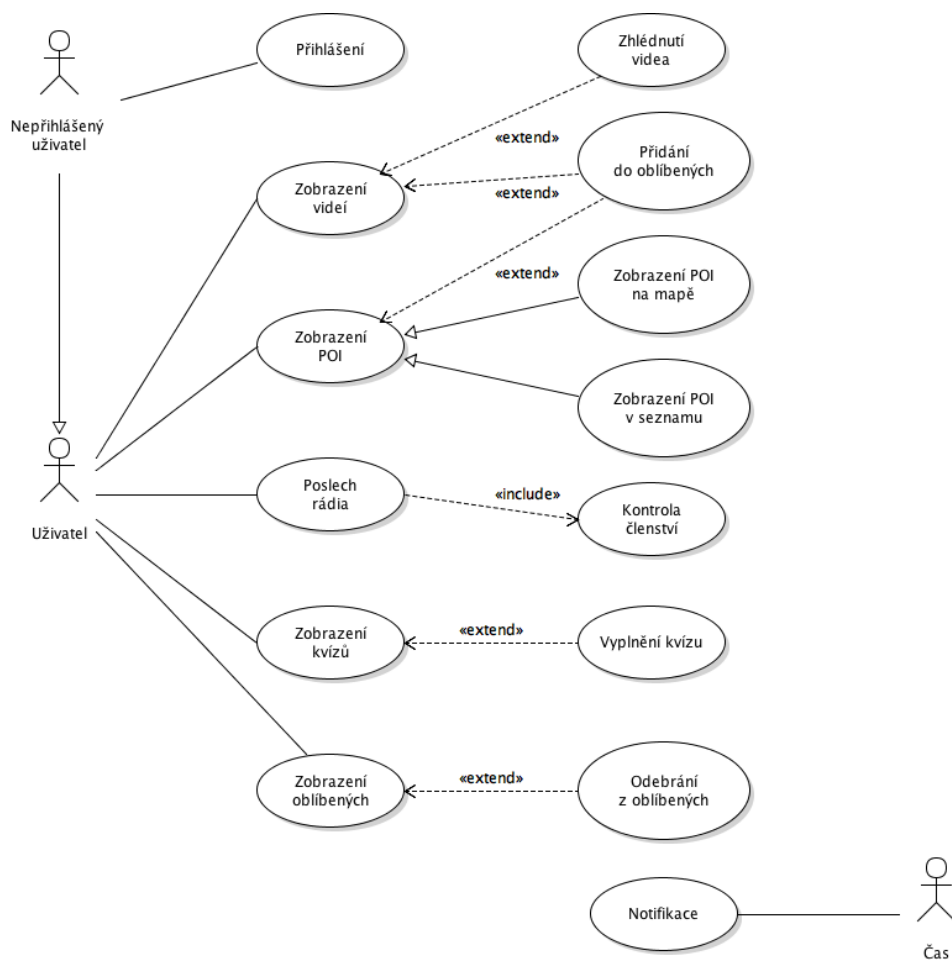 Přihlášení
Zhlédnutí
videa
Nepřihlášený
uživatel
«extend»
Přidání
do oblíbených
Zobrazení
videí
«extend»
«extend»
Zobrazení POI
na mapě
Zobrazení
POI
Zobrazení POI
v seznamu
Uživatel
Poslech
rádia
«include»
Kontrola
členství
Zobrazení
kvízů
«extend»
Vyplnění kvízu
Zobrazení
oblíbených
«extend»
Odebrání
z oblíbených
Notifikace
Čas